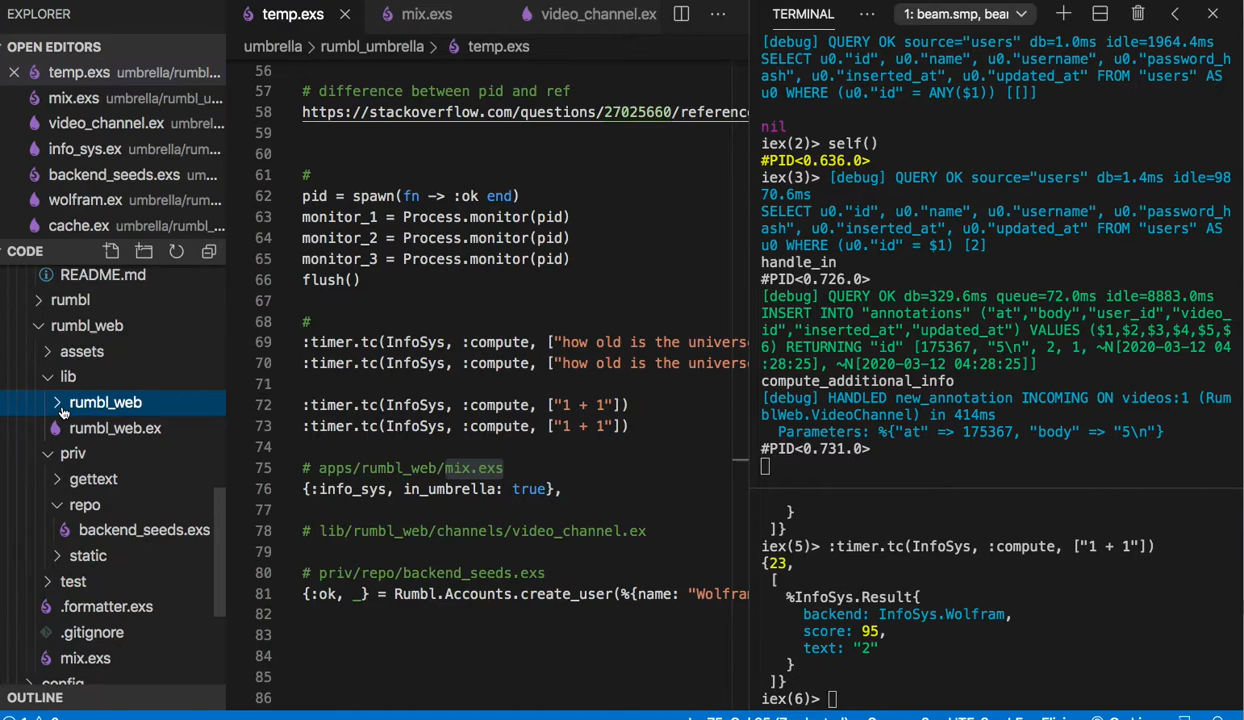 EXPLORER
OPEN EDITORS
temp.exs umbrella/rumbl...
mix.exs umbrella/rumbl_u...
video_channel.ex umbrel...
info_sys.ex umbrella/rum...
backend_seeds.exs um...
wolfram.ex umbrella/rum...
cache.ex umbrella/rumbl_...
CODE
README.md
rumbl
rumbl_web
assets
lib
rumbl_web
rumbl_web.ex
priv
gettext
repo
backend_seeds.exs
static
test
.formatter.exs
.gitignore
mix.exs
config
OUTLINE
temp.exs mix.exs video_channel.ex
umbrella > rumbl_umbrella > temp.exs
56
57 # difference between pid and ref
58 https://stackoverflow.com/questions/27025660/reference
59
60
61 #
62 pid = spawn(fn -> :ok end)
63 monitor_1 = Process.monitor(pid)
64 monitor_2 = Process.monitor(pid)
65 monitor_3 = Process.monitor(pid)
66 flush()
67
68 #
69 :timer.tc(InfoSys, :compute, ["how old is the univers
70 :timer.tc(InfoSys, :compute, ["how old is the univers
71
72 :timer.tc(InfoSys, :compute, ["1 + 1"])
73 :timer.tc(InfoSys, :compute, ["1 + 1"])
74
75 # apps/rumbl_web/mix.exs
76 {:info_sys, in_umbrella: true},
77
78 # lib/rumbl_web/channels/video_channel.ex
79
80 # priv/repo/backend_seeds.exs
81 {:ok, _} = Rumbl.Accounts.create_user(%{name: "Wolfra
82
83
84
85
86
TERMINAL ... 1: beam.smp, bear
[debug] QUERY OK source="users" db=1.0ms idle=1964.4ms
SELECT u0."id", u0."name", u0."username", u0."password_h
ash", u0."inserted_at", u0."updated_at" FROM "users" AS
u0 WHERE (u0."id" = ANY($1)) [[]]
nil
iex(2)> self()
#PID<0.636.0>
iex(3)> [debug] QUERY OK source="users" db=1.4ms idle=98
70.6ms
SELECT u0."id", u0."name", u0."username", u0."password_h
ash", u0."inserted_at", u0."updated_at" FROM "users" AS
u0 WHERE (u0."id" = $1) [2]
handle_in
#PID<0.726.0>
[debug] QUERY OK db=329.6ms queue=72.0ms idle=8883.0ms
INSERT INTO "annotations" ("at","body","user_id","video_
id","inserted_at","updated_at") VALUES ($1,$2,$3,$4,$5,$
6) RETURNING "id" [175367, "5\n", 2, 1, ~N[2020-03-12 04
:28:25], ~N[2020-03-12 04:28:25]]
compute_additional_info
[debug] HANDLED new_annotation INCOMING ON videos:1 (Rum
blWeb.VideoChannel) in 414ms
Parameters: %{"at" => 175367, "body" => "5\n"}
#PID<0.731.0>
}
]}
iex(5)> :timer.tc(InfoSys, :compute, ["1 + 1"])
{23,
[
%InfoSys.Result{
backend: InfoSys.Wolfram,
score: 95,
text: "2"
}
]}
iex(6)>